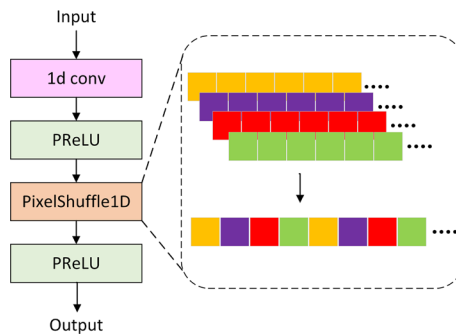 Input
1d conv
PReLU
PixelShuffle1D
PReLU
Output